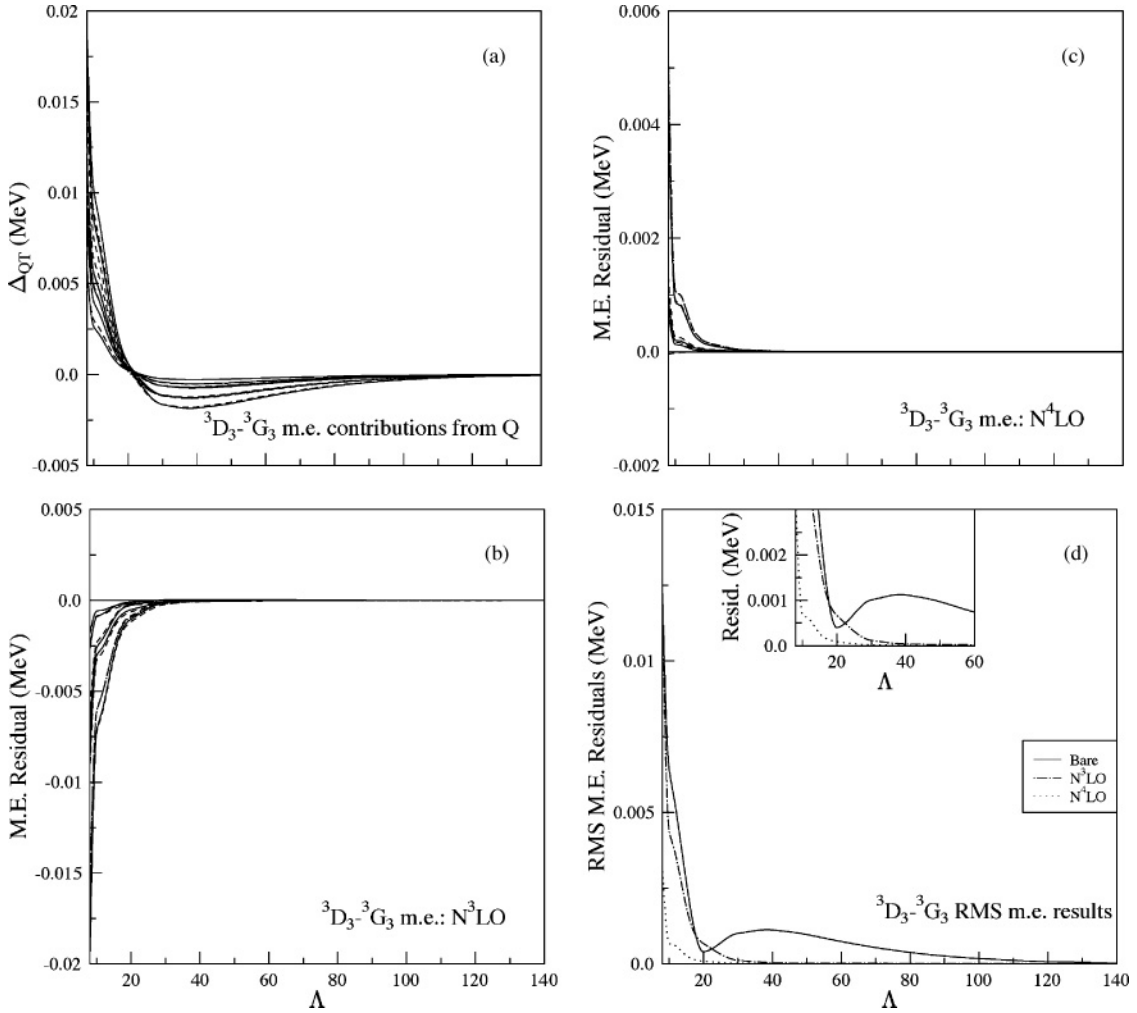 0.02
0.015
0.01
0.005
0.0
-0.005
Δ_QT (MeV)
(a)
³D₃-³G₃ m.e. contributions from Q
0.006
0.004
0.002
0.0
-0.002
M.E. Residual (MeV)
(c)
³D₃-³G₃ m.e.: N⁴LO
0.005
0.0
-0.005
-0.01
-0.015
-0.02
M.E. Residual (MeV)
(b)
³D₃-³G₃ m.e.: N³LO
20 40 60 80 100 120 140
Λ
0.015
0.01
0.005
0.0
RMS M.E. Residuals (MeV)
(d)
0.002
0.001
0.0
Resid. (MeV)
20 40 60
Λ
Bare
N³LO
N⁴LO
³D₃-³G₃ RMS m.e. results
20 40 60 80 100 120 140
Λ